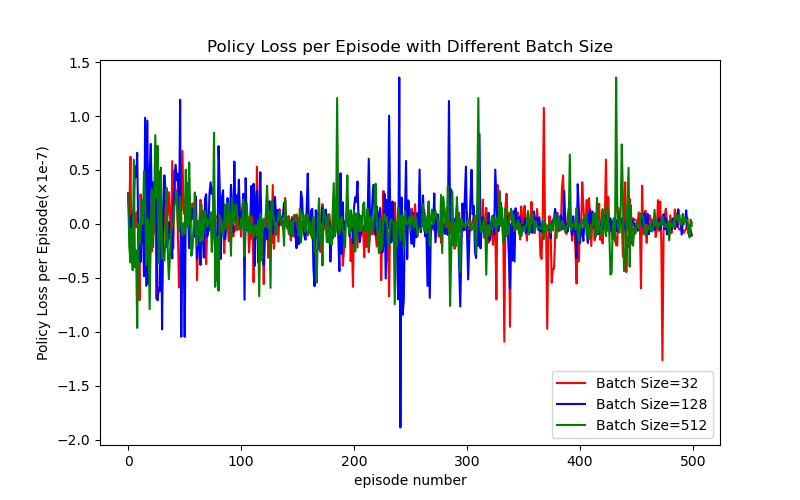 Policy Loss per Episode with Different Batch Size
Policy Loss per Episode(×1e-7)
1.5
1.0
0.5
0.0
−0.5
−1.0
−1.5
−2.0
Batch Size=32
Batch Size=128
Batch Size=512
0 100 200 300 400 500
episode number